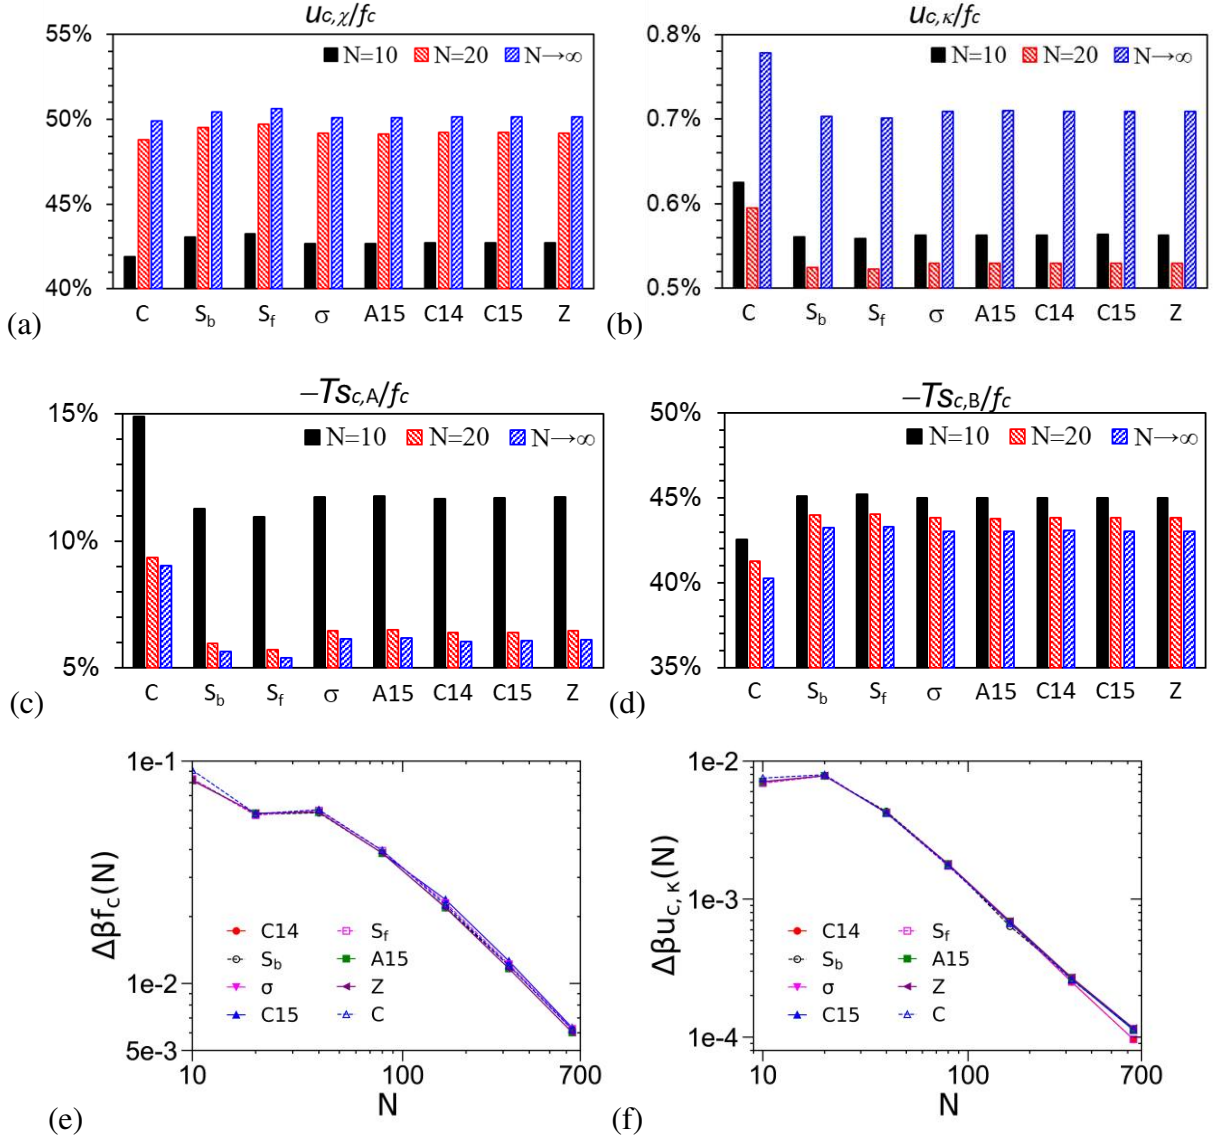 u_{c,χ}/f_c
55%
50%
45%
40%
N=10 N=20 N→∞
C S_b S_f σ A15 C14 C15 Z
(a)
u_{c,κ}/f_c
0.8%
0.7%
0.6%
0.5%
N=10 N=20 N→∞
C S_b S_f σ A15 C14 C15 Z
(b)
−Ts_{c,A}/f_c
15%
10%
5%
N=10 N=20 N→∞
C S_b S_f σ A15 C14 C15 Z
(c)
−Ts_{c,B}/f_c
50%
45%
40%
35%
N=10 N=20 N→∞
C S_b S_f σ A15 C14 C15 Z
(d)
1e-1
1e-2
5e-3
Δβf_c(N)
C14 S_f
S_b A15
σ Z
C15 C
10 100 700
N
(e)
1e-2
1e-3
1e-4
Δβu_{c,κ}(N)
C14 S_f
S_b A15
σ Z
C15 C
10 100 700
N
(f)